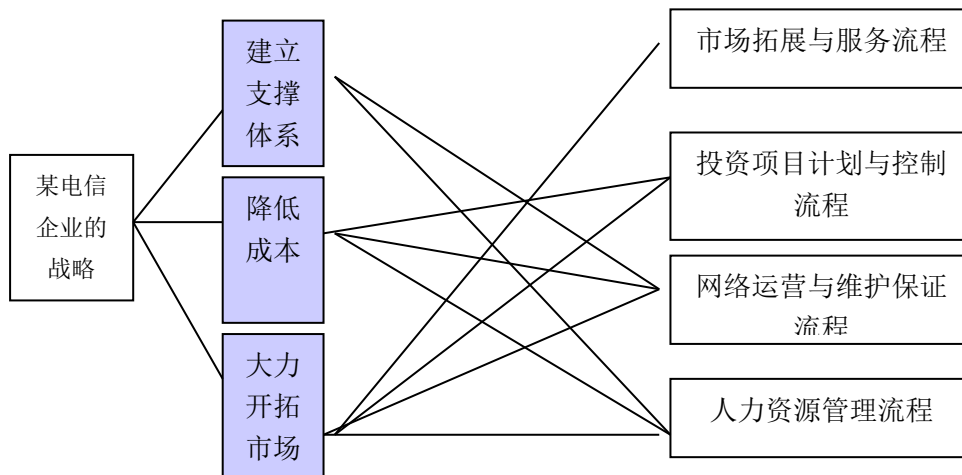 某电信
企业的
战略
建立
支撑
体系
降低
成本
大力
开拓
市场
市场拓展与服务流程
投资项目计划与控制
流程
网络运营与维护保证
流程
人力资源管理流程